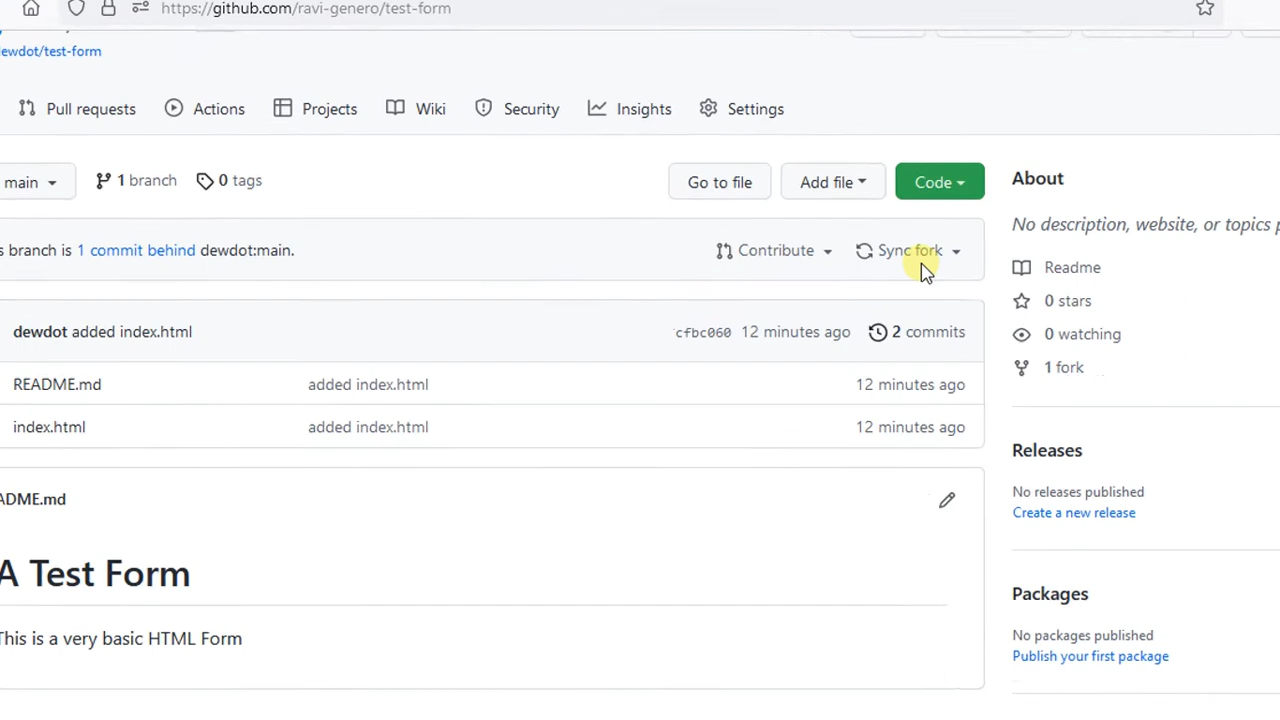 https://github.com/ravi-genero/test-form
dewdot/test-form
Pull requests Actions Projects Wiki Security Insights Settings
main 1 branch 0 tags Go to file Add file Code
branch is 1 commit behind dewdot:main. Contribute Sync fork
dewdot added index.html cfbc060 12 minutes ago 2 commits
README.md added index.html 12 minutes ago
index.html added index.html 12 minutes ago
ADME.md
A Test Form
This is a very basic HTML Form
About
No description, website, or topics
Readme
0 stars
0 watching
1 fork
Releases
No releases published
Create a new release
Packages
No packages published
Publish your first package